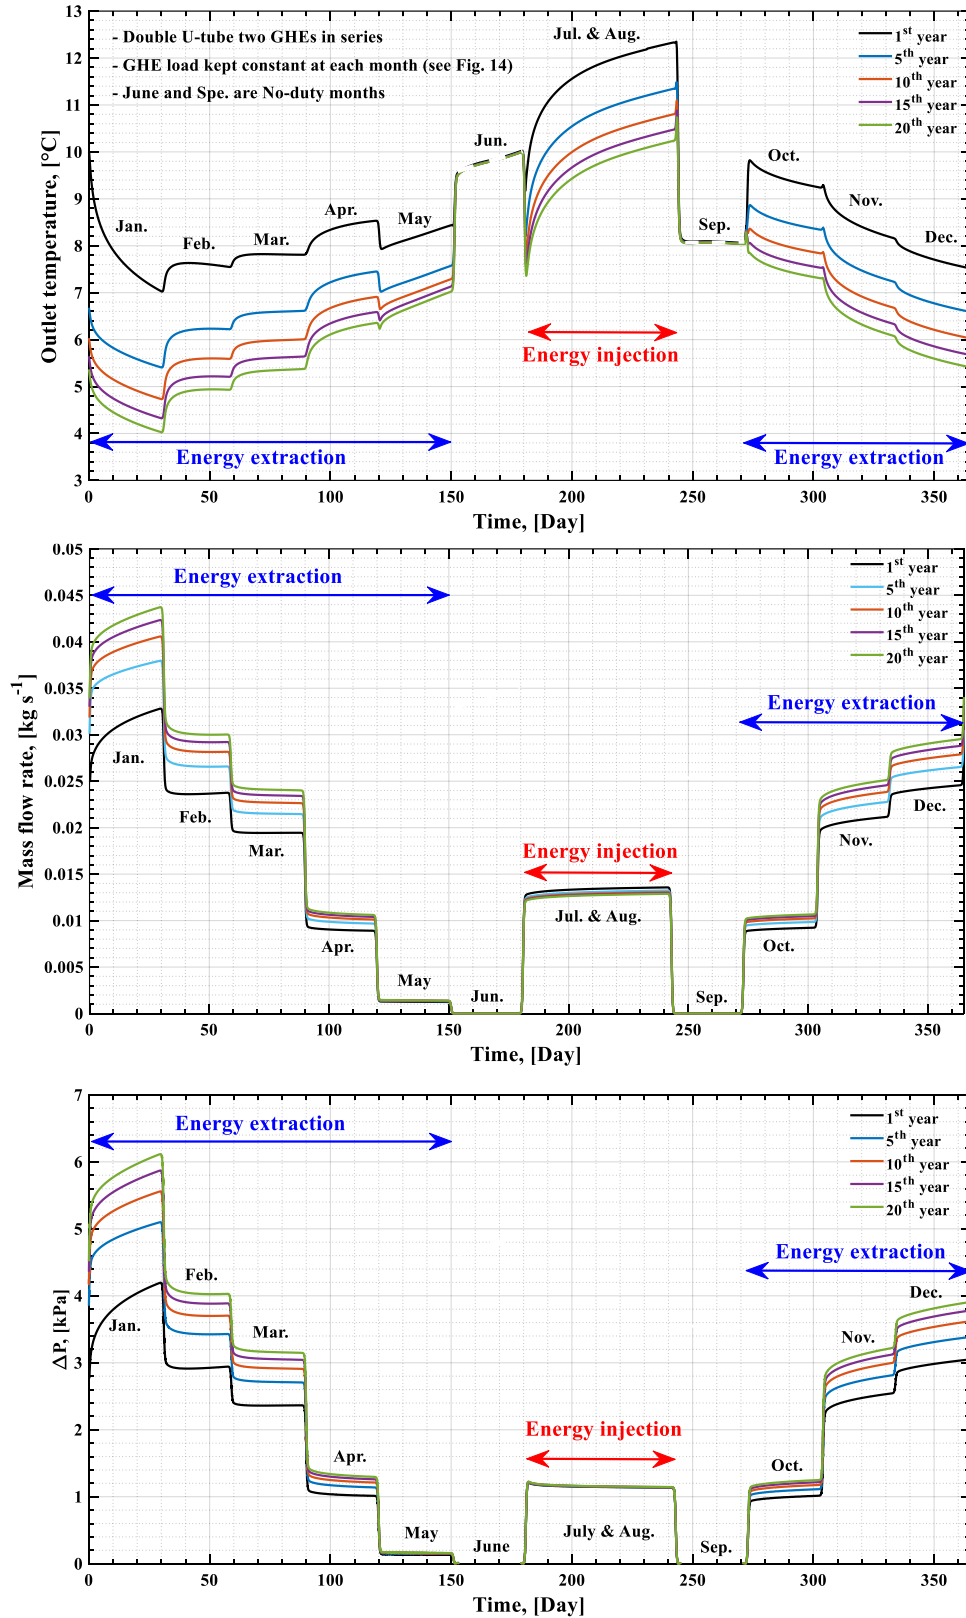 13
12
11
10
9
8
7
6
5
4
3
Outlet temperature, [°C]
- Double U-tube two GHEs in series
- GHE load kept constant at each month (see Fig. 14)
- June and Spe. are No-duty months
Jul. & Aug.
1st year
5th year
10th year
15th year
20th year
Jan.
Feb.
Mar.
Apr.
May
Jun.
Sep.
Oct.
Nov.
Dec.
Energy injection
Energy extraction
Energy extraction
0 50 100 150 200 250 300 350
Time, [Day]
0.05
0.045
0.04
0.035
0.03
0.025
0.02
0.015
0.01
0.005
0
Mass flow rate, [kg s-1]
Energy extraction
1st year
5th year
10th year
15th year
20th year
Energy extraction
Jan.
Feb.
Mar.
Apr.
May
Jun.
Energy injection
Jul. & Aug.
Sep.
Oct.
Nov.
Dec.
0 50 100 150 200 250 300 350
Time, [Day]
7
6
5
4
3
2
1
0
ΔP, [kPa]
Energy extraction
1st year
5th year
10th year
15th year
20th year
Energy extraction
Jan.
Feb.
Mar.
Apr.
May
June
Energy injection
July & Aug.
Sep.
Oct.
Nov.
Dec.
0 50 100 150 200 250 300 350
Time, [Day]